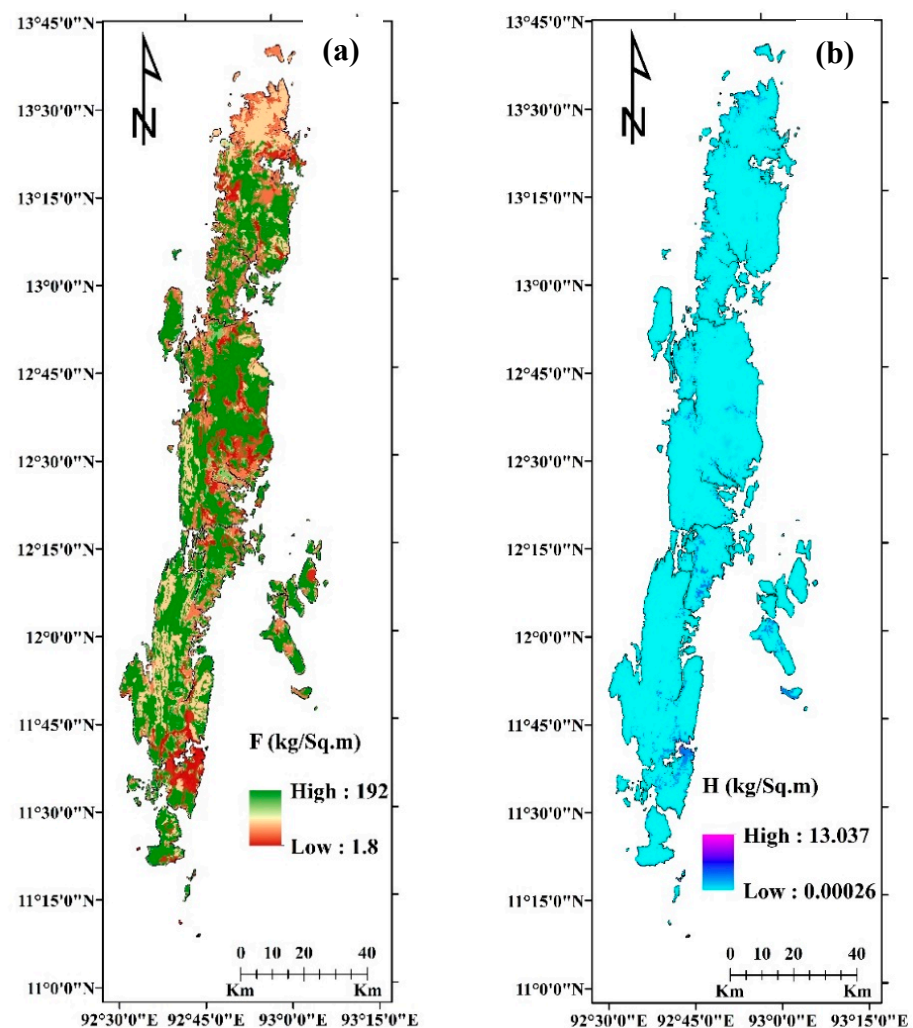 (a)
N
13°45'0"N
13°30'0"N
13°15'0"N
13°0'0"N
12°45'0"N
12°30'0"N
12°15'0"N
12°0'0"N
11°45'0"N
11°30'0"N
11°15'0"N
11°0'0"N
F (kg/Sq.m)
High : 192
Low : 1.8
0 10 20 40
Km Km
92°30'0"E 92°45'0"E 93°0'0"E 93°15'0"E
(b)
N
13°45'0"N
13°30'0"N
13°15'0"N
13°0'0"N
12°45'0"N
12°30'0"N
12°15'0"N
12°0'0"N
11°45'0"N
11°30'0"N
11°15'0"N
11°0'0"N
H (kg/Sq.m)
High : 13.037
Low : 0.00026
0 10 20 40
Km Km
92°30'0"E 92°45'0"E 93°0'0"E 93°15'0"E